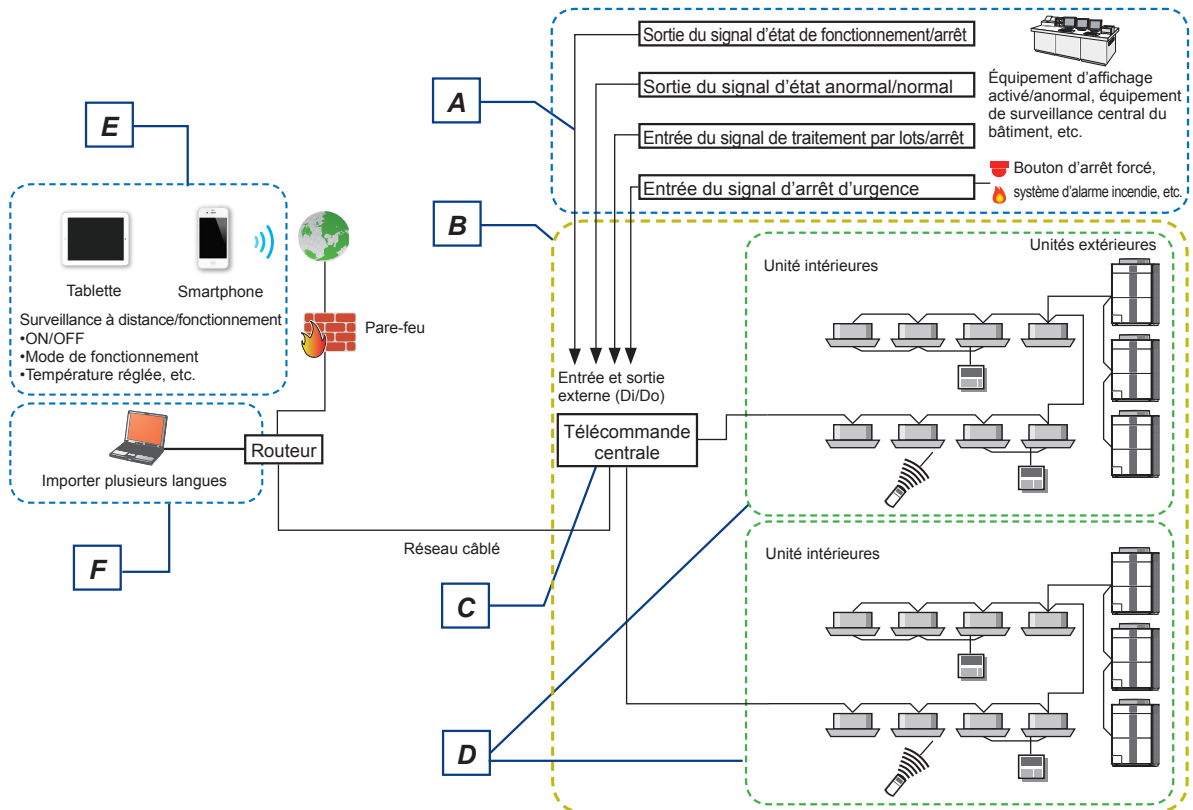 Sortie du signal d’état de fonctionnement/arrêt
Sortie du signal d’état anormal/normal
Entrée du signal de traitement par lots/arrêt
Entrée du signal d’arrêt d’urgence
Équipement d’affichage
activé/anormal, équipement
de surveillance central du
bâtiment, etc.
Bouton d’arrêt forcé,
système d’alarme incendie, etc.
A
E
B
Tablette
Smartphone
Surveillance à distance/fonctionnement
•ON/OFF
•Mode de fonctionnement
•Température réglée, etc.
Pare-feu
Importer plusieurs langues
Routeur
Réseau câblé
F
Entrée et sortie
externe (Di/Do)
Télécommande
centrale
C
D
Unités extérieures
Unité intérieures
Unité intérieures